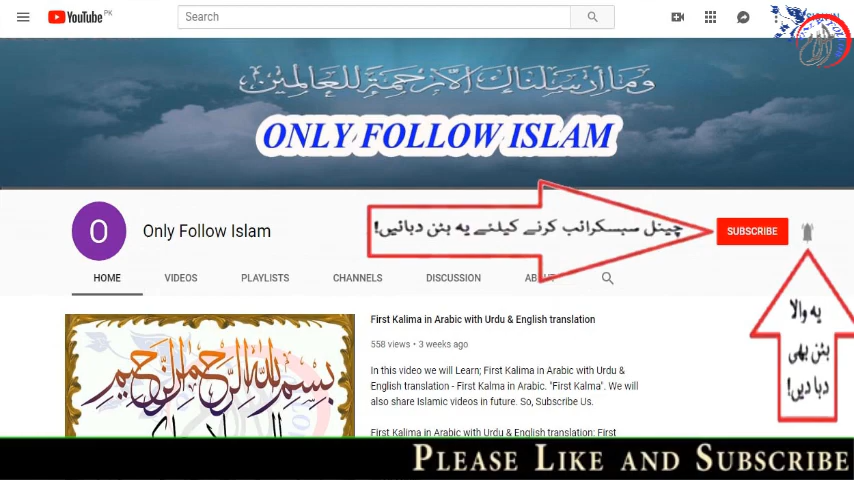 YouTube PK
Search
وما أرسلناك إلا رحمة للعالمين
ONLY FOLLOW ISLAM
O
Only Follow Islam
چینل سبسکرائب کرنے کیلئے یہ بٹن دبائیں!
SUBSCRIBE
HOME
VIDEOS
PLAYLISTS
CHANNELS
DISCUSSION
یہ والا
بٹن بھی
دبا دیں!
بسم الله الرحمن الرحيم
First Kalima in Arabic with Urdu & English translation
558 views • 3 weeks ago
In this video we will Learn; First Kalima in Arabic with Urdu &
English translation - First Kalma in Arabic. "First Kalma". We will
also share Islamic videos in future. So, Subscribe Us.
First Kalima in Arabic with Urdu & English translation: First
PLEASE LIKE AND SUBSCRIBE